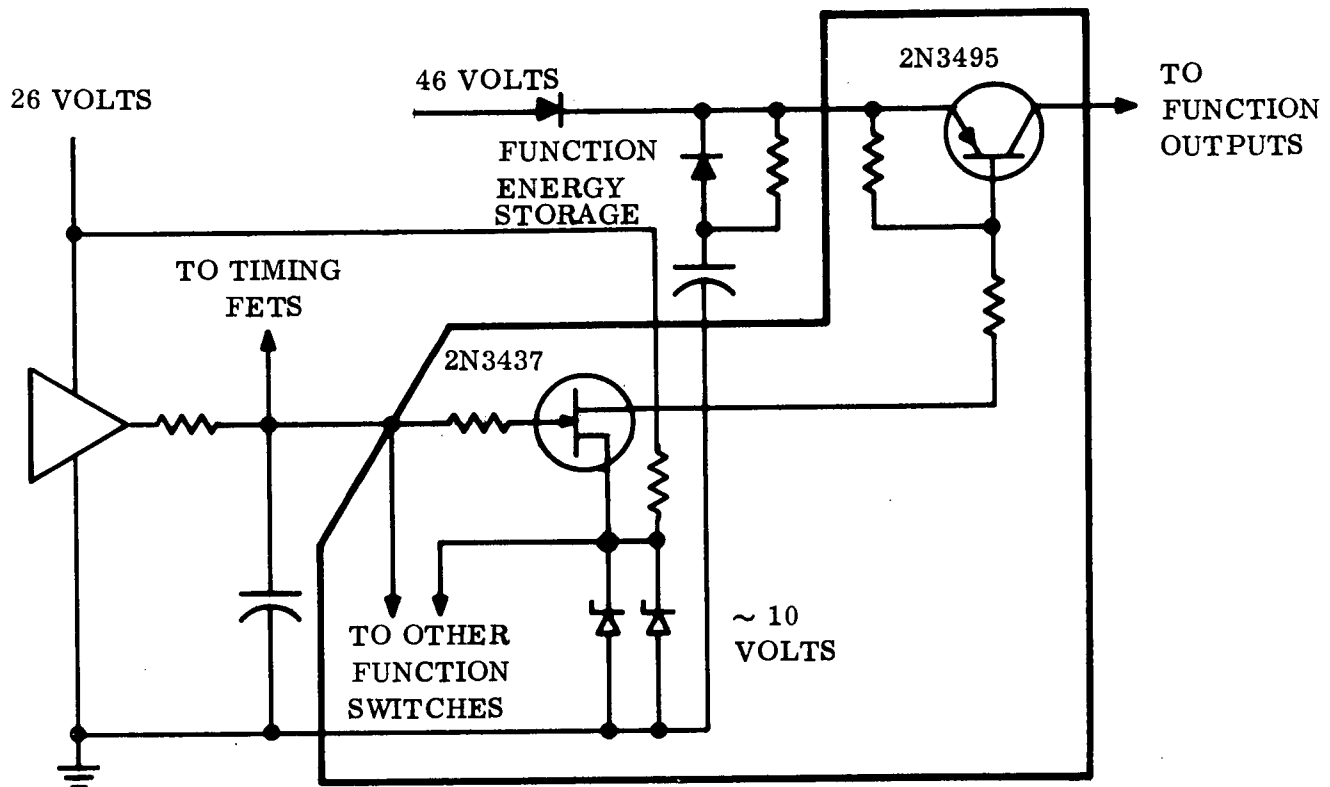 26 VOLTS
46 VOLTS
2N3495
TO
FUNCTION
OUTPUTS
FUNCTION
ENERGY
STORAGE
TO TIMING
FETS
2N3437
~ 10
VOLTS
TO OTHER
FUNCTION
SWITCHES